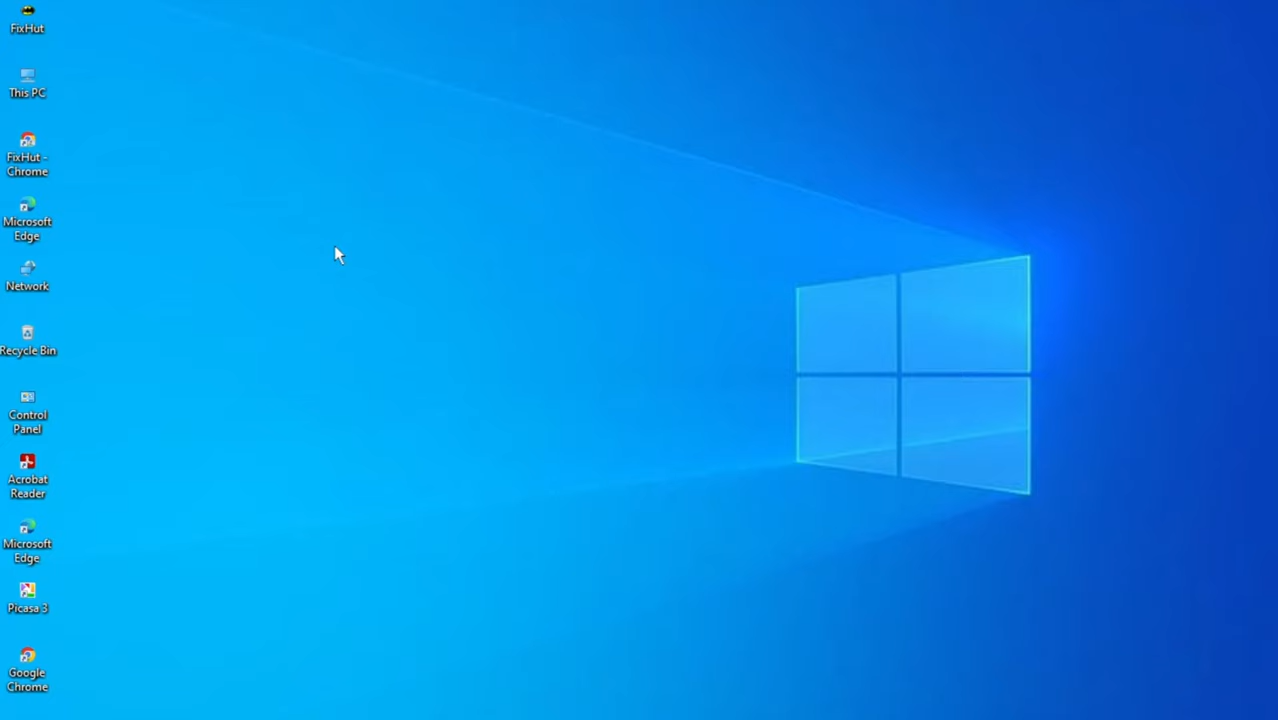 FixHut
This PC
FixHut -
Chrome
Microsoft
Edge
Network
Recycle Bin
Control
Panel
Acrobat
Reader
Microsoft
Edge
Picasa 3
Google
Chrome